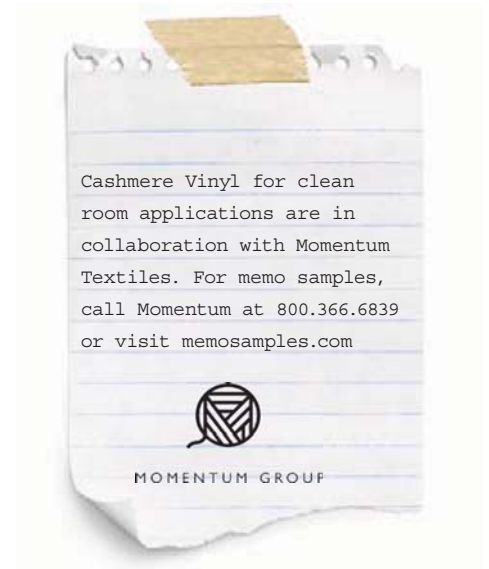 Cashmere Vinyl for clean
room applications are in
collaboration with Momentum
Textiles. For memo samples,
call Momentum at 800.366.6839
or visit memosamples.com
MOMENTUM GROUP